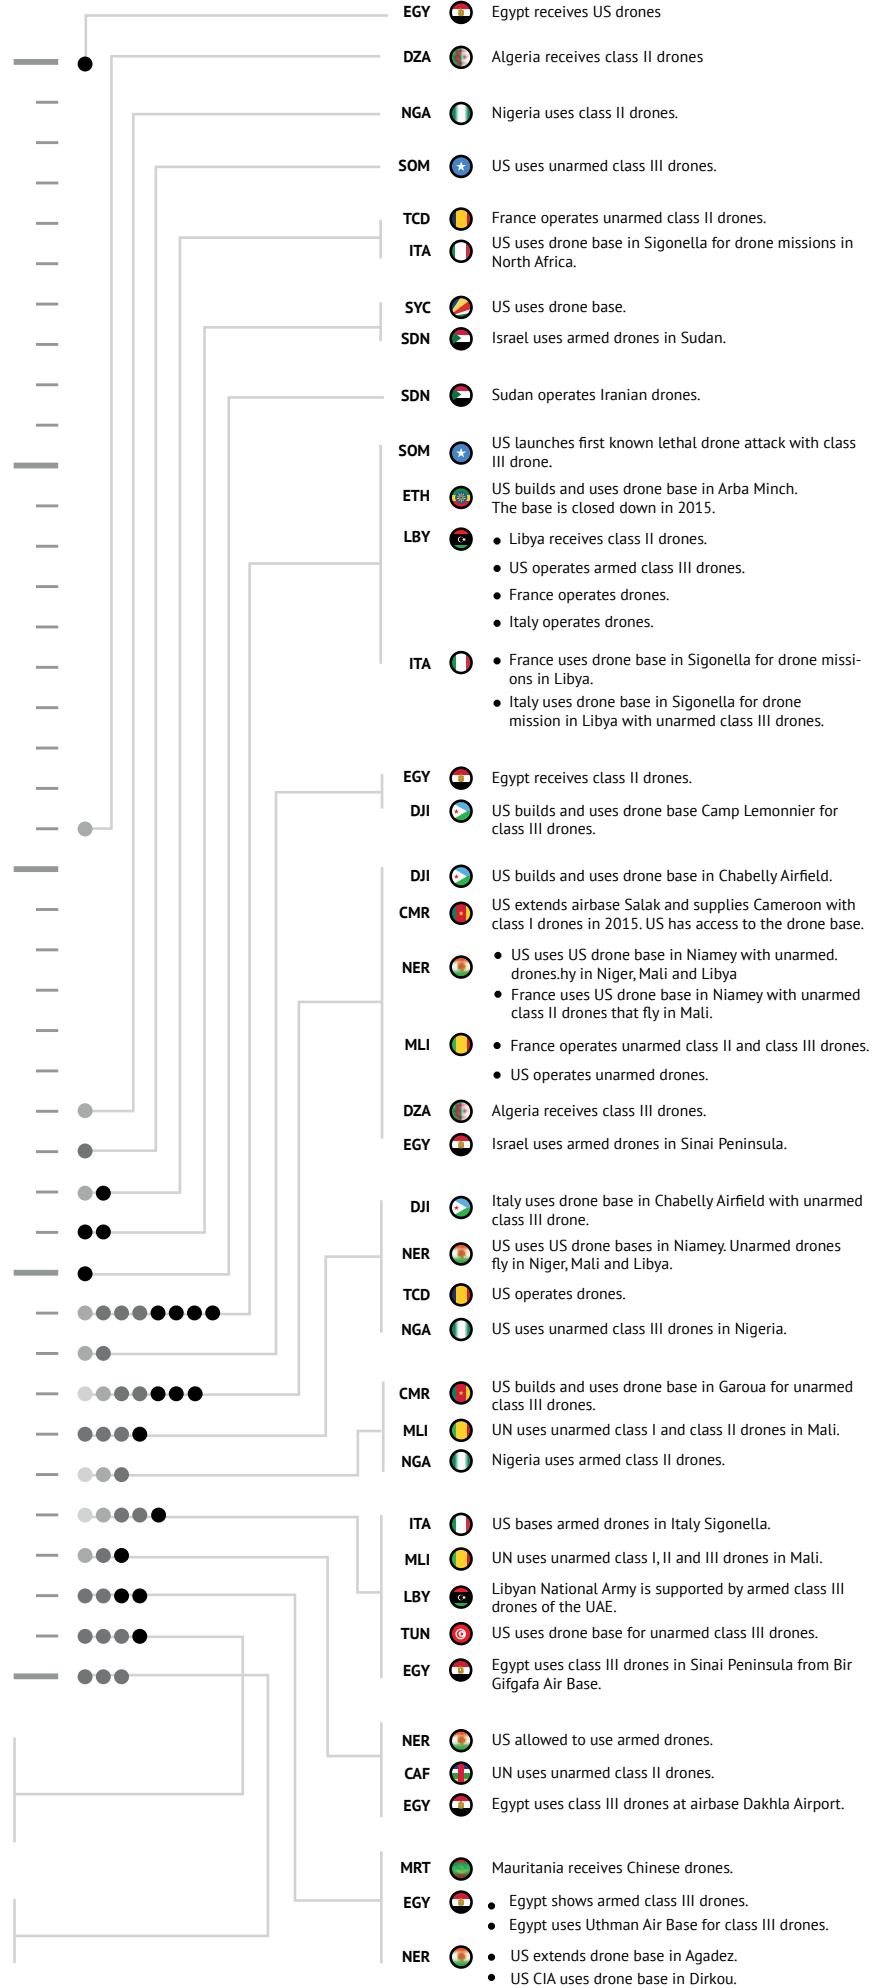 EGY Egypt receives US drones
DZA Algeria receives class II drones
NGA Nigeria uses class II drones.
SOM US uses unarmed class III drones.
TCD France operates unarmed class II drones.
ITA US uses drone base in Sigonella for drone missions in
North Africa.
SYC US uses drone base.
SDN Israel uses armed drones in Sudan.
SDN Sudan operates Iranian drones.
SOM US launches first known lethal drone attack with class
III drone.
ETH US builds and uses drone base in Arba Minch.
The base is closed down in 2015.
LBY • Libya receives class II drones.
• US operates armed class III drones.
• France operates drones.
• Italy operates drones.
ITA • France uses drone base in Sigonella for drone missi-
ons in Libya.
• Italy uses drone base in Sigonella for drone
mission in Libya with unarmed class III drones.
EGY Egypt receives class II drones.
DJI US builds and uses drone base Camp Lemonnier for
class III drones.
DJI US builds and uses drone base in Chabelly Airfield.
CMR US extends airbase Salak and supplies Cameroon with
class I drones in 2015. US has access to the drone base.
NER • US uses US drone base in Niamey with unarmed.
drones.hy in Niger, Mali and Libya
• France uses US drone base in Niamey with unarmed
class II drones that fly in Mali.
MLI • France operates unarmed class II and class III drones.
• US operates unarmed drones.
DZA Algeria receives class III drones.
EGY Israel uses armed drones in Sinai Peninsula.
DJI Italy uses drone base in Chabelly Airfield with unarmed
class III drone.
NER US uses US drone bases in Niamey. Unarmed drones
fly in Niger, Mali and Libya.
TCD US operates drones.
NGA US uses unarmed class III drones in Nigeria.
CMR US builds and uses drone base in Garoua for unarmed
class III drones.
MLI UN uses unarmed class I and class II drones in Mali.
NGA Nigeria uses armed class II drones.
ITA US bases armed drones in Italy Sigonella.
MLI UN uses unarmed class I, II and III drones in Mali.
LBY Libyan National Army is supported by armed class III
drones of the UAE.
TUN US uses drone base for unarmed class III drones.
EGY Egypt uses class III drones in Sinai Peninsula from Bir
Gifgafa Air Base.
NER US allowed to use armed drones.
CAF UN uses unarmed class II drones.
EGY Egypt uses class III drones at airbase Dakhla Airport.
MRT Mauritania receives Chinese drones.
EGY • Egypt shows armed class III drones.
• Egypt uses Uthman Air Base for class III drones.
NER • US extends drone base in Agadez.
• US CIA uses drone base in Dirkou.